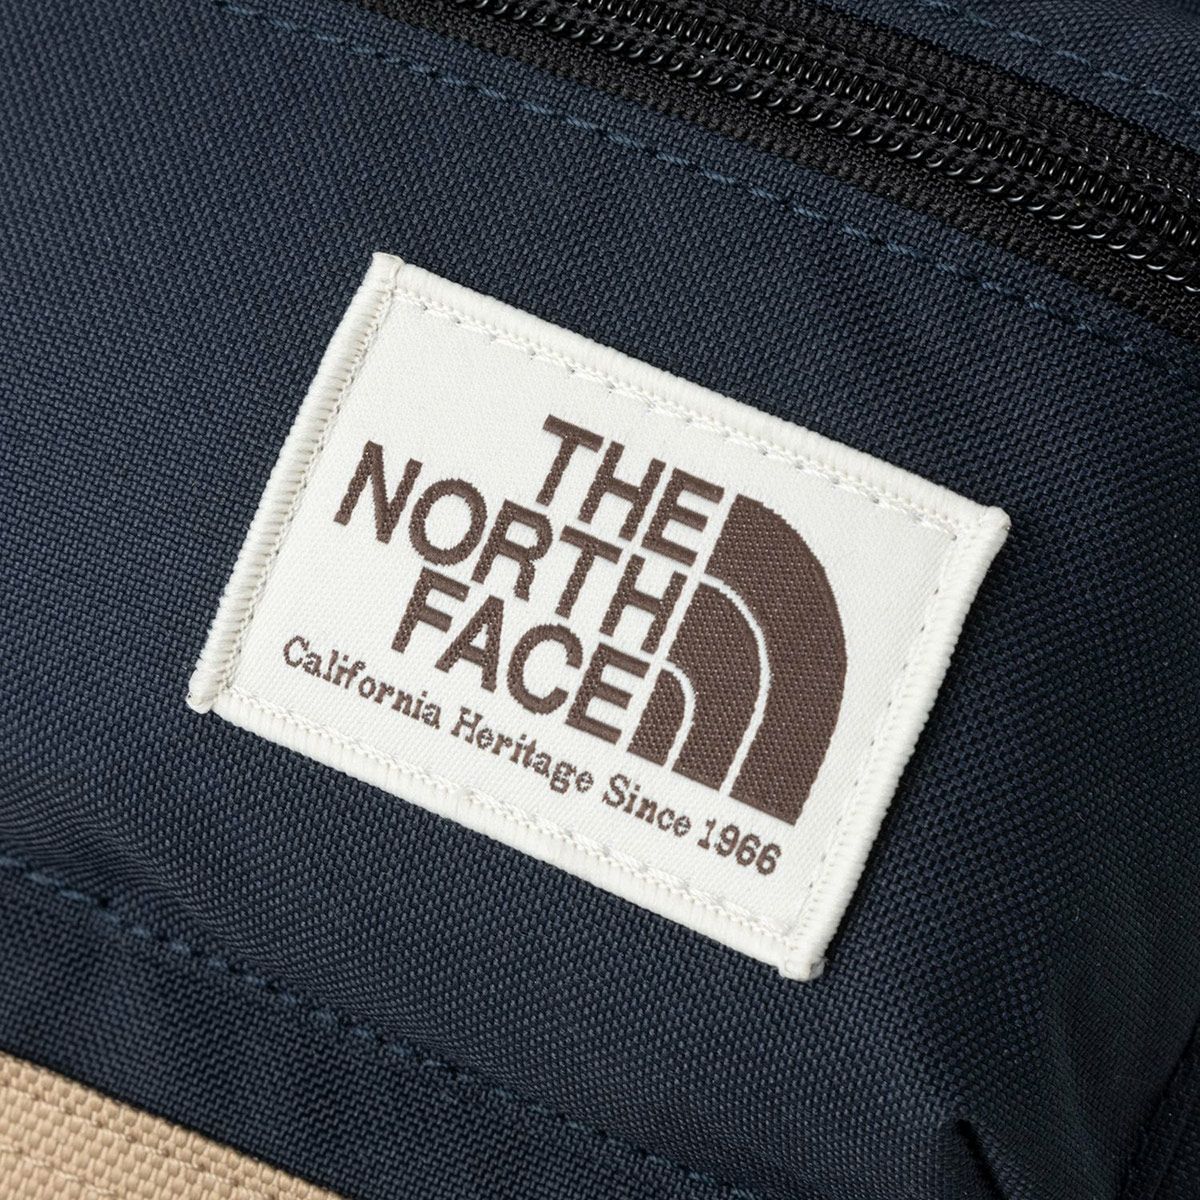 THE
NORTH
FACE
California Heritage Since 1966